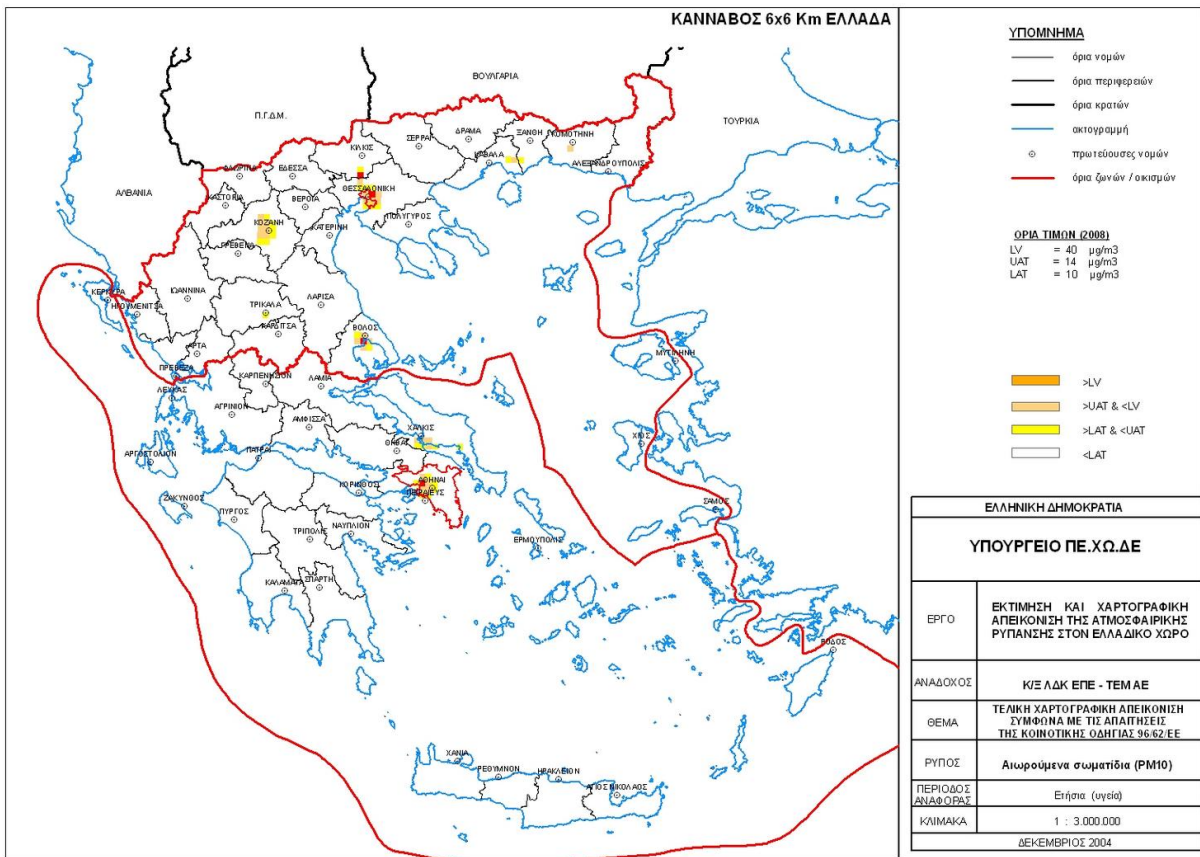 ΚΑΝΝΑΒΟΣ 6x6 Km ΕΛΛΑΔΑ
ΒΟΥΛΓΑΡΙΑ
Π.Γ.Δ.Μ.
ΤΟΥΡΚΙΑ
ΑΛΒΑΝΙΑ
ΔΡΑΜΑ
ΞΑΝΘΗ
ΚΟΜΟΤΗΝΗ
ΣΕΡΡΑΙ
ΚΙΛΚΙΣ
ΑΛΕΞΑΝΔΡΟΥΠΟΛΙΣ
ΕΔΕΣΣΑ
ΘΕΣΣΑΛΟΝΙΚΗ
ΚΑΣΤΟΡΙΑ
ΒΕΡΟΙΑ
ΠΟΛΥΓΥΡΟΣ
ΚΟΖΑΝΗ
ΚΑΤΕΡΙΝΗ
ΓΡΕΒΕΝΑ
ΚΕΡΚΥΡΑ
ΗΓΟΥΜΕΝΙΤΣΑ
ΙΩΑΝΝΙΝΑ
ΤΡΙΚΑΛΑ
ΛΑΡΙΣΑ
ΚΑΡΔΙΤΣΑ
ΒΟΛΟΣ
ΑΡΤΑ
ΠΡΕΒΕΖΑ
ΜΥΤΙΛΗΝΗ
ΛΕΥΚΑΣ
ΚΑΡΠΕΝΗΣΙΟΝ
ΛΑΜΙΑ
ΑΓΡΙΝΙΟΝ
ΑΜΦΙΣΣΑ
ΧΑΛΚΙΣ
ΘΗΒΑΙ
ΧΙΟΣ
ΑΡΓΟΣΤΟΛΙΟΝ
ΠΑΤΡΑΙ
ΑΘΗΝΑΙ
ΠΕΙΡΑΙΕΥΣ
ΚΟΡΙΝΘΟΣ
ΖΑΚΥΝΘΟΣ
ΠΥΡΓΟΣ
ΤΡΙΠΟΛΙΣ
ΝΑΥΠΛΙΟΝ
ΕΡΜΟΥΠΟΛΙΣ
ΣΑΜΟΣ
ΚΑΛΑΜΑΤΑ
ΣΠΑΡΤΗ
ΡΟΔΟΣ
ΧΑΝΙΑ
ΡΕΘΥΜΝΟΝ
ΗΡΑΚΛΕΙΟΝ
ΑΓΙΟΣ ΝΙΚΟΛΑΟΣ
ΥΠΟΜΝΗΜΑ
όρια νομών
όρια περιφερειών
όρια κρατών
ακτογραμμή
πρωτεύουσες νομών
όρια ζωνών / οικισμών
ΟΡΙΑ ΤΙΜΩΝ (2008)
LV = 40 μg/m3
UAT = 14 μg/m3
LAT = 10 μg/m3
>LV
>UAT & <LV
>LAT & <UAT
<LAT
ΕΛΛΗΝΙΚΗ ΔΗΜΟΚΡΑΤΙΑ
ΥΠΟΥΡΓΕΙΟ ΠΕ.ΧΩ.ΔΕ
ΕΡΓΟ
ΕΚΤΙΜΗΣΗ ΚΑΙ ΧΑΡΤΟΓΡΑΦΙΚΗ
ΑΠΕΙΚΟΝΙΣΗ ΤΗΣ ΑΤΜΟΣΦΑΙΡΙΚΗΣ
ΡΥΠΑΝΣΗΣ ΣΤΟΝ ΕΛΛΑΔΙΚΟ ΧΩΡΟ
ΑΝΑΔΟΧΟΣ
Κ/Ξ ΛΔΚ ΕΠΕ - ΤΕΜ ΑΕ
ΘΕΜΑ
ΤΕΛΙΚΗ ΧΑΡΤΟΓΡΑΦΙΚΗ ΑΠΕΙΚΟΝΙΣΗ
ΣΥΜΦΩΝΑ ΜΕ ΤΙΣ ΑΠΑΙΤΗΣΕΙΣ
ΤΗΣ ΚΟΙΝΟΤΙΚΗΣ ΟΔΗΓΙΑΣ 96/62/ΕΕ
ΡΥΠΟΣ
Αιωρούμενα σωματίδια (PM10)
ΠΕΡΙΟΔΟΣ
ΑΝΑΦΟΡΑΣ
Ετήσια (υγεία)
ΚΛΙΜΑΚΑ
1 : 3.000.000
ΔΕΚΕΜΒΡΙΟΣ 2004